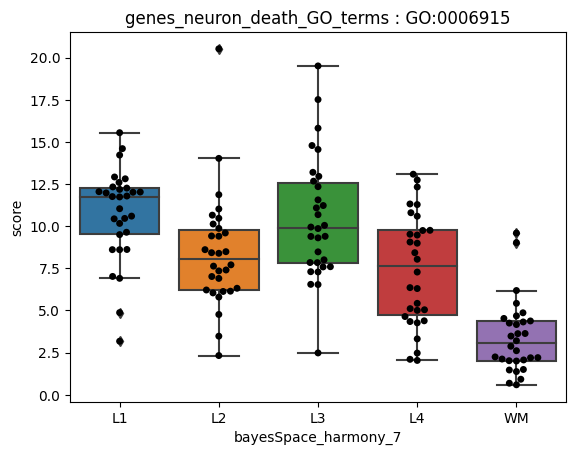 genes_neuron_death_GO_terms : GO:0006915
20.0
17.5
15.0
12.5
10.0
7.5
5.0
2.5
0.0
score
L1 L2 L3 L4 WM
bayesSpace_harmony_7